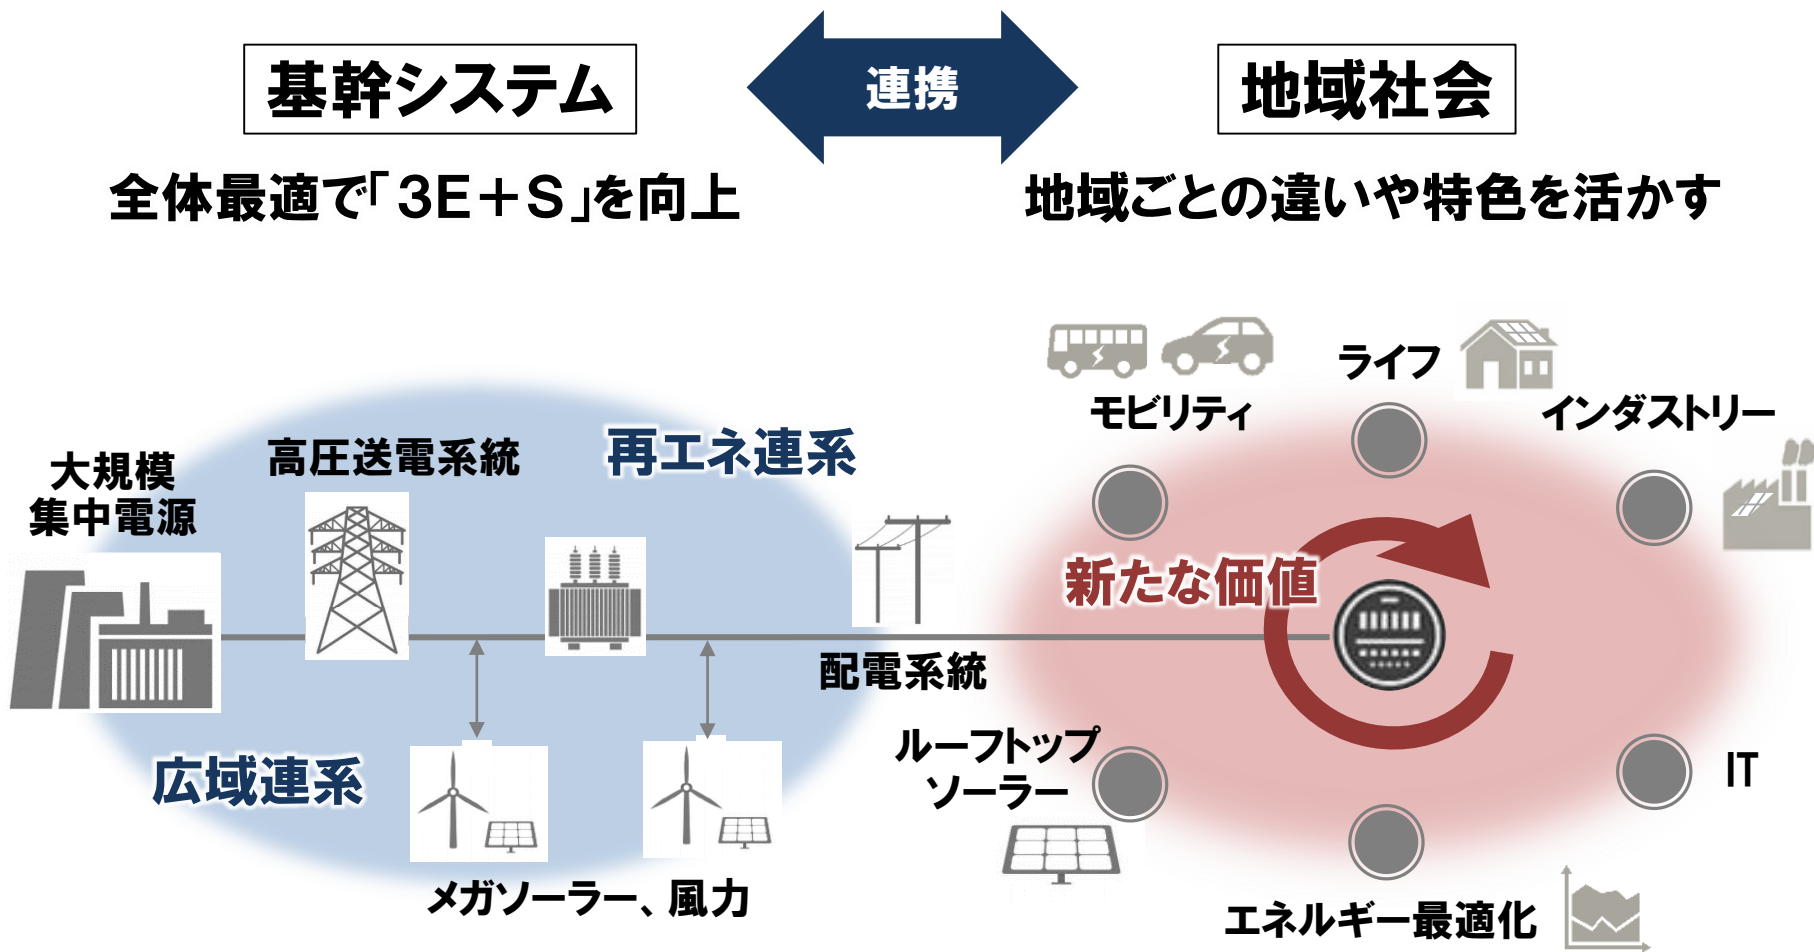 基幹システム
連携
地域社会
全体最適で「3E+S」を向上
地域ごとの違いや特色を活かす
大規模
集中電源
高圧送電系統
再エネ連系
配電系統
広域連系
メガソーラー、風力
モビリティ
ライフ
インダストリー
新たな価値
ルーフトップ
ソーラー
IT
エネルギー最適化